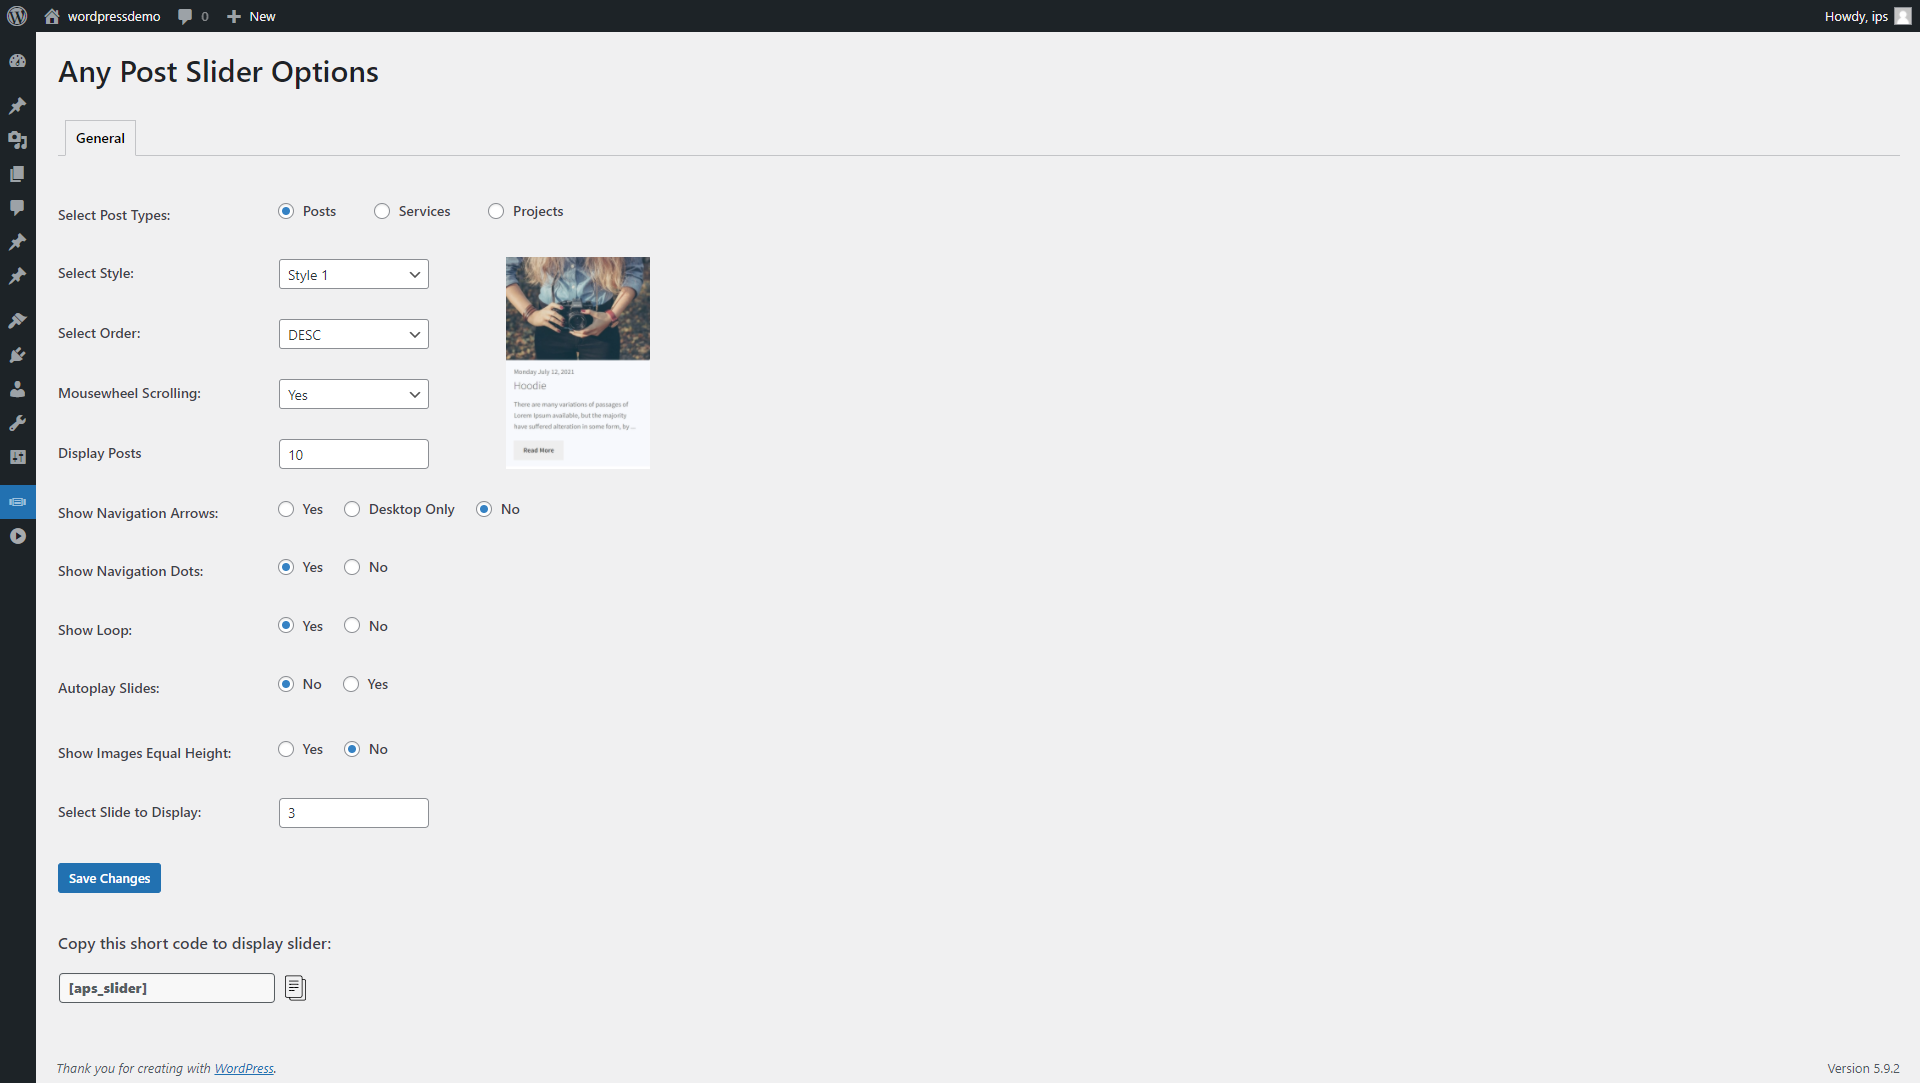 wordpressdemo 0 New Howdy, ips
Any Post Slider Options
General
Select Post Types: Posts Services Projects
Select Style: Style 1
Select Order: DESC
Mousewheel Scrolling: Yes
Display Posts 10
Monday July 12, 2021
Hoodie
There are many variations of passages of
Lorem Ipsum available, but the majority
have suffered alteration in some form, by ...
Read More
Show Navigation Arrows: Yes Desktop Only No
Show Navigation Dots: Yes No
Show Loop: Yes No
Autoplay Slides: No Yes
Show Images Equal Height: Yes No
Select Slide to Display: 3
Save Changes
Copy this short code to display slider:
[aps_slider]
Thank you for creating with WordPress. Version 5.9.2